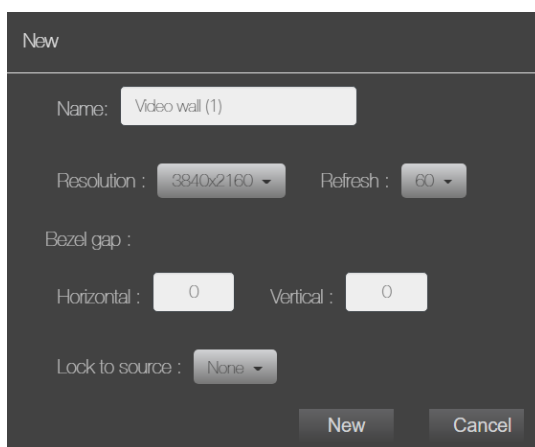 New
Name: Video wall (1)
Resolution : 3840x2160 Refresh : 60
Bezel gap :
Horizontal : 0 Vertical : 0
Lock to source : None
New Cancel